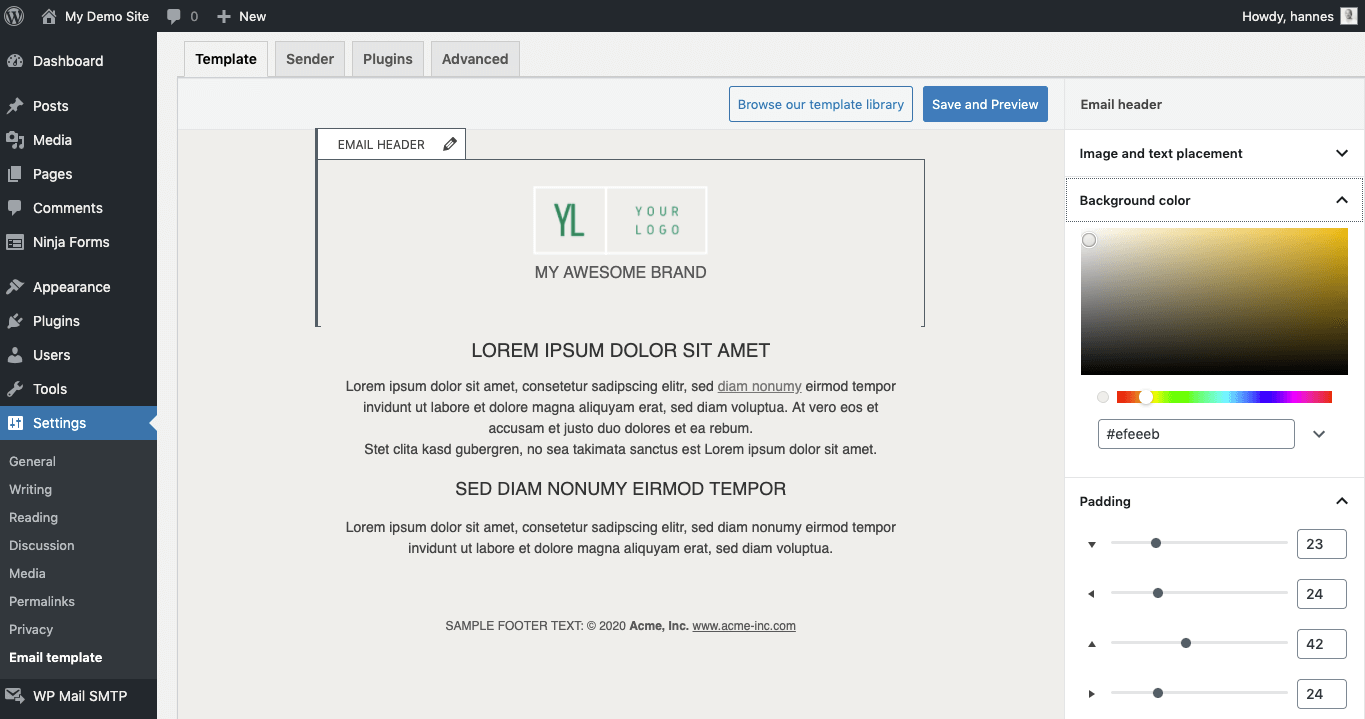 My Demo Site
0
New
Howdy, hannes
Dashboard
Posts
Media
Pages
Comments
Ninja Forms
Appearance
Plugins
Users
Tools
Settings
General
Writing
Reading
Discussion
Media
Permalinks
Privacy
Email template
WP Mail SMTP
Template
Sender
Plugins
Advanced
Browse our template library
Save and Preview
EMAIL HEADER
YL
YOUR
LOGO
MY AWESOME BRAND
LOREM IPSUM DOLOR SIT AMET
Lorem ipsum dolor sit amet, consetetur sadipscing elitr, sed diam nonumy eirmod tempor
invidunt ut labore et dolore magna aliquyam erat, sed diam voluptua. At vero eos et
accusam et justo duo dolores et ea rebum.
Stet clita kasd gubergren, no sea takimata sanctus est Lorem ipsum dolor sit amet.
SED DIAM NONUMY EIRMOD TEMPOR
Lorem ipsum dolor sit amet, consetetur sadipscing elitr, sed diam nonumy eirmod tempor
invidunt ut labore et dolore magna aliquyam erat, sed diam voluptua.
SAMPLE FOOTER TEXT: © 2020 Acme, Inc. www.acme-inc.com
Email header
Image and text placement
Background color
#efeeeb
Padding
23
24
42
24